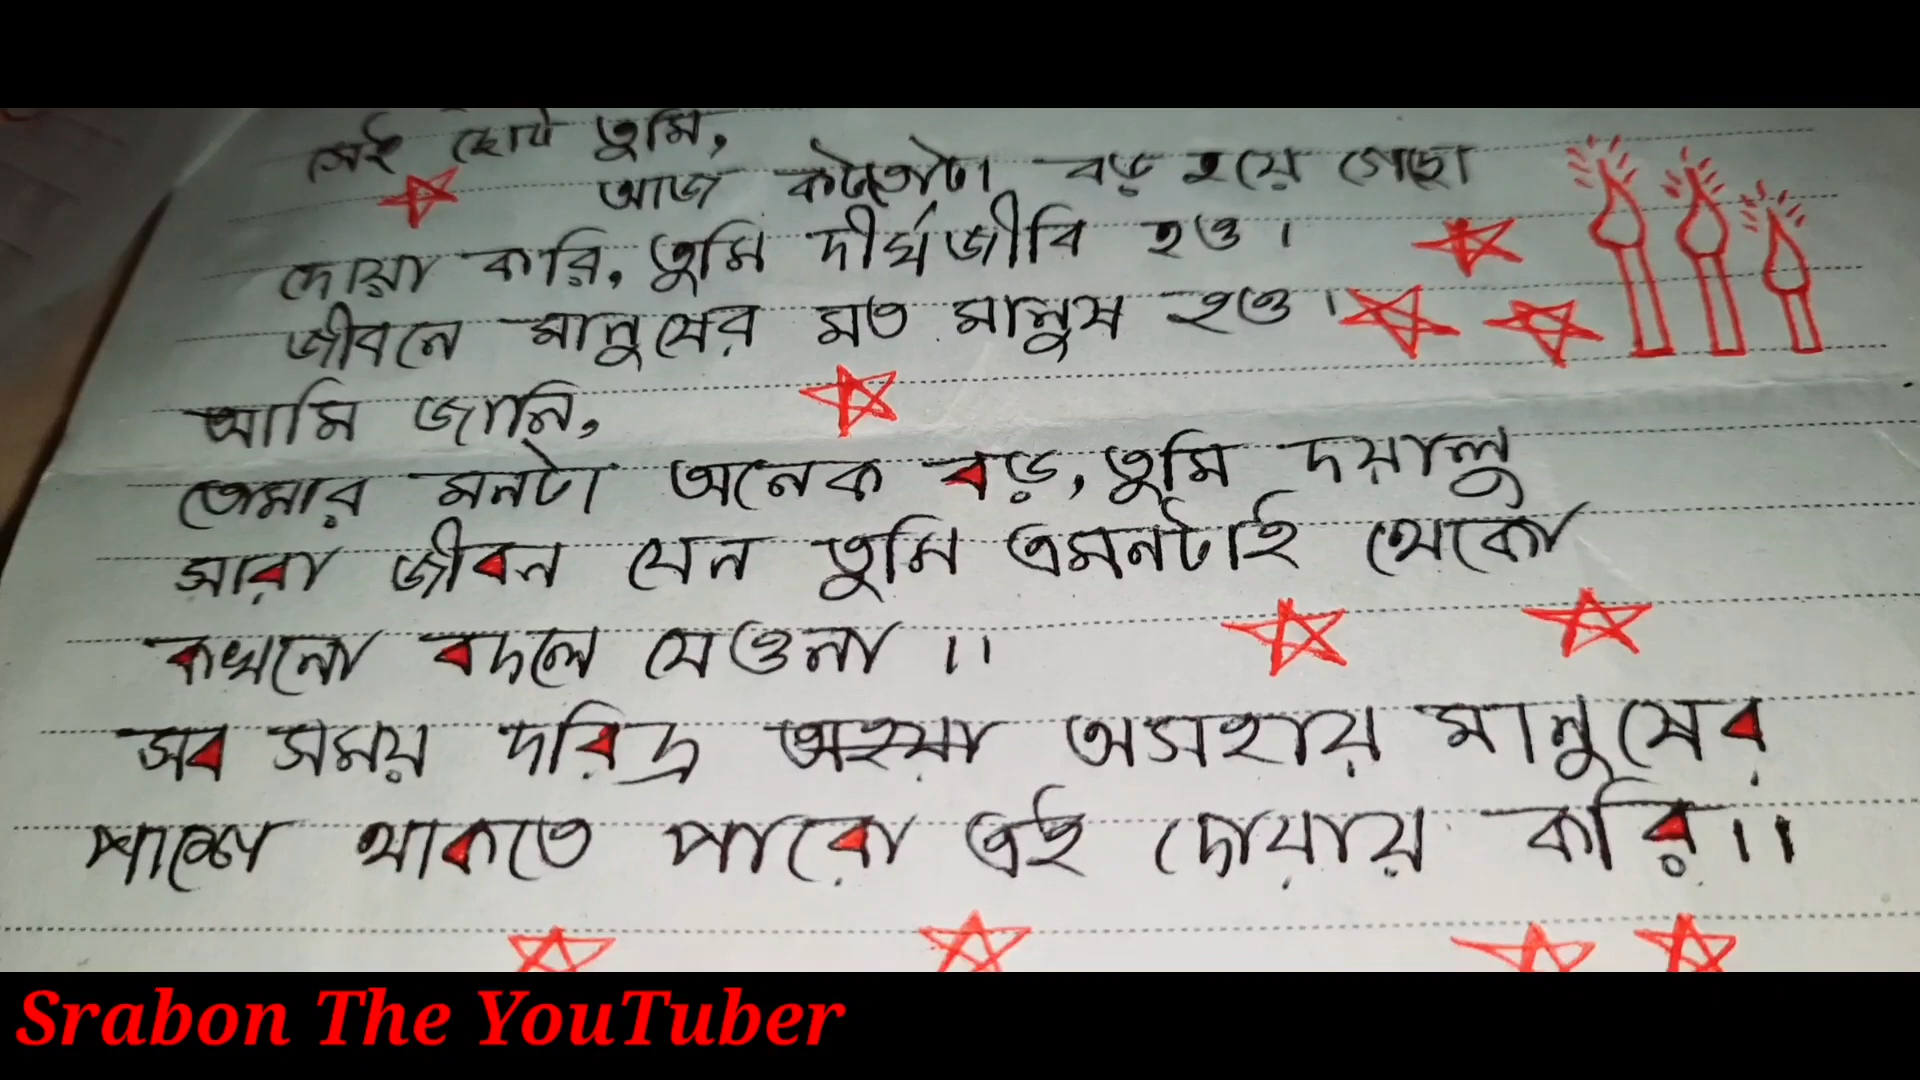 সেই ছোট তুমি,
আজ কতোটা বড় হয়ে গেছো
দোয়া করি, তুমি দীর্ঘজীবি হও।
জীবনে মানুষের মত মানুষ হও।
আমি জানি,
তোমার মনটা অনেক বড়, তুমি দয়ালু
সারা জীবন যেন তুমি এমনটাই থেকো
কখনো বদলে যেওনা ।।
সব সময় দরিদ্র অসহায় মানুষের
পাশে থাকতে পারো এই দোয়ায় করি।।
Srabon The YouTuber